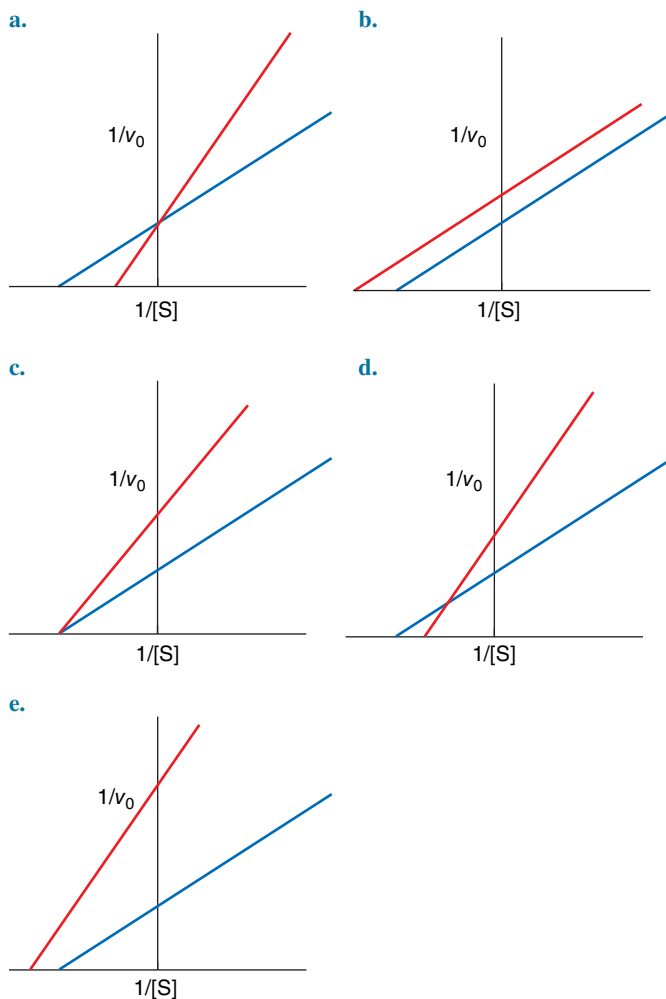 a.
1/v₀
1/[S]
b.
1/v₀
1/[S]
c.
1/v₀
1/[S]
d.
1/v₀
1/[S]
e.
1/v₀
1/[S]